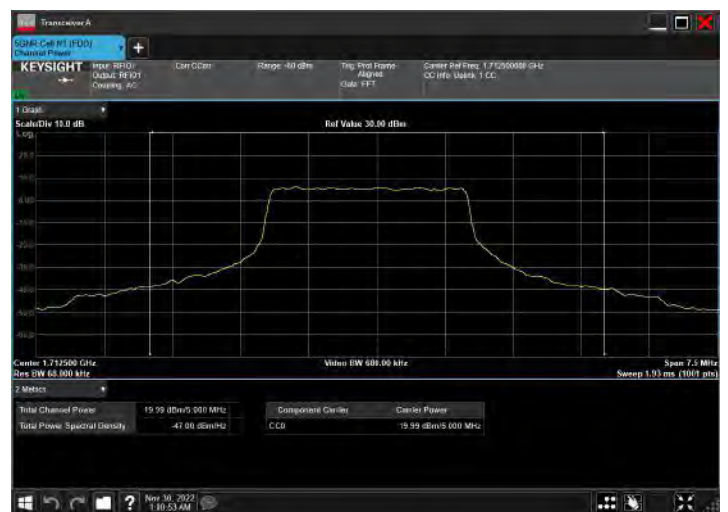 Transceiver A
5GNR-Cell N1 (FDD)
Channel Power
KEYSIGHT
Input: RFIO1
Output: RFIO1
Coupling: AC
Corr CCorr
Range: -60 dBm
Trig: Prot Frame
Aligned
Gate: FFT
Center Ref Freq: 1.712500000 GHz
CC Info: Uplink, 1 CC
1 Graph
Scale/Div 10.0 dB
Ref Value 30.00 dBm
Log
Center 1.712500 GHz
Video BW 680.00 kHz
Span 7.5 MHz
Res BW 68.000 kHz
Sweep 1.93 ms (1001 pts)
2 Metrics
Total Channel Power
19.99 dBm/5.000 MHz
Total Power Spectral Density
-47.00 dBm/Hz
Component Carrier
Carrier Power
CC0
19.99 dBm/5.000 MHz
?
Nov 30, 2022
1:00:53 AM